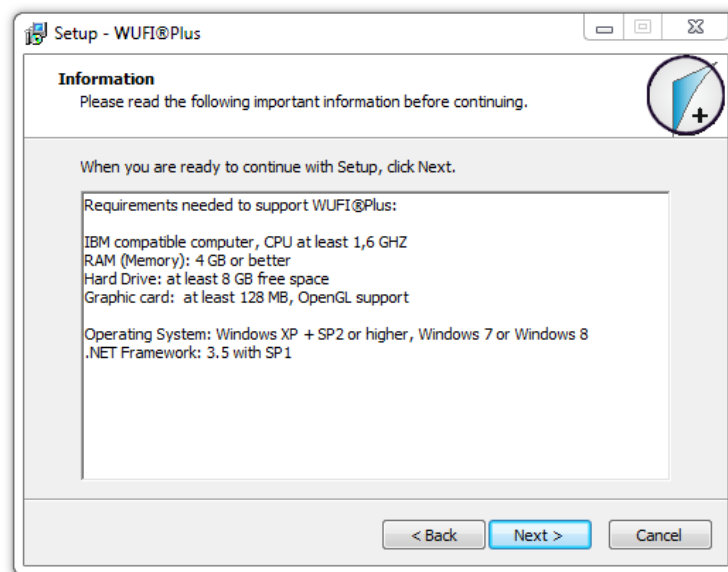 Setup - WUFI®Plus
Information
Please read the following important information before continuing.
When you are ready to continue with Setup, click Next.
Requirements needed to support WUFI®Plus:
IBM compatible computer, CPU at least 1,6 GHZ
RAM (Memory): 4 GB or better
Hard Drive: at least 8 GB free space
Graphic card:  at least 128 MB, OpenGL support
Operating System: Windows XP + SP2 or higher, Windows 7 or Windows 8
.NET Framework: 3.5 with SP1
< Back
Next >
Cancel